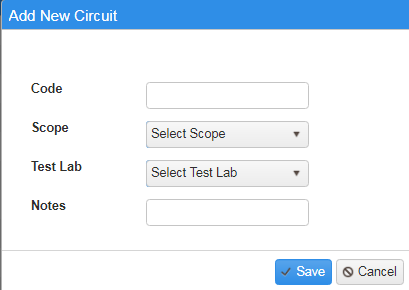 Add New Circuit
Code
Scope
Select Scope
Test Lab
Select Test Lab
Notes
Save
Cancel